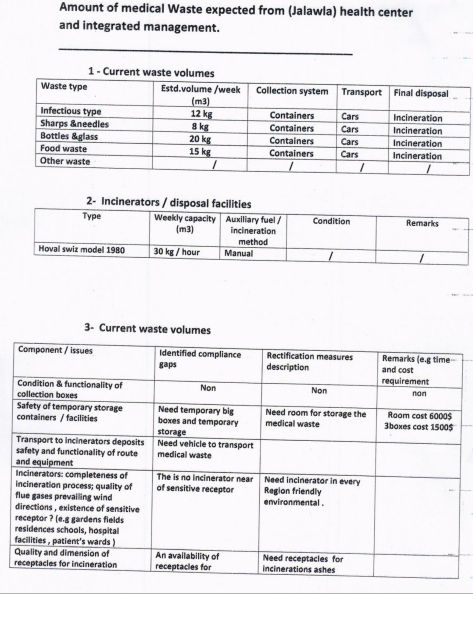 Amount of medical Waste expected from (Jalawla) health center
and integrated management.
1 - Current waste volumes
Waste type | Estd.volume /week (m3) | Collection system | Transport | Final disposal
Infectious type | 12 kg | Containers | Cars | Incineration
Sharps &needles | 8 kg | Containers | Cars | Incineration
Bottles &glass | 20 kg | Containers | Cars | Incineration
Food waste | 15 kg | Containers | Cars | Incineration
Other waste | / | / | / | /
2- Incinerators / disposal facilities
Type | Weekly capacity (m3) | Auxiliary fuel / incineration method | Condition | Remarks
Hoval swiz model 1980 | 30 kg / hour | Manual | / | /
3- Current waste volumes
Component / issues | Identified compliance gaps | Rectification measures description | Remarks (e.g time and cost requirement
Condition & functionality of collection boxes | Non | Non | non
Safety of temporary storage containers / facilities | Need temporary big boxes and temporary storage | Need room for storage the medical waste | Room cost 6000$ 3boxes cost 1500$
Transport to incinerators deposits safety and functionality of route and equipment | Need vehicle to transport medical waste
Incinerators: completeness of incineration process; quality of flue gases prevailing wind directions , existence of sensitive receptor ? (e.g gardens fields residences schools, hospital facilities , patient's wards ) | The is no incinerator near of sensitive receptor | Need incinerator in every Region friendly environmental .
Quality and dimension of receptacles for incineration | An availability of receptacles for | Need receptacles for incinerations ashes